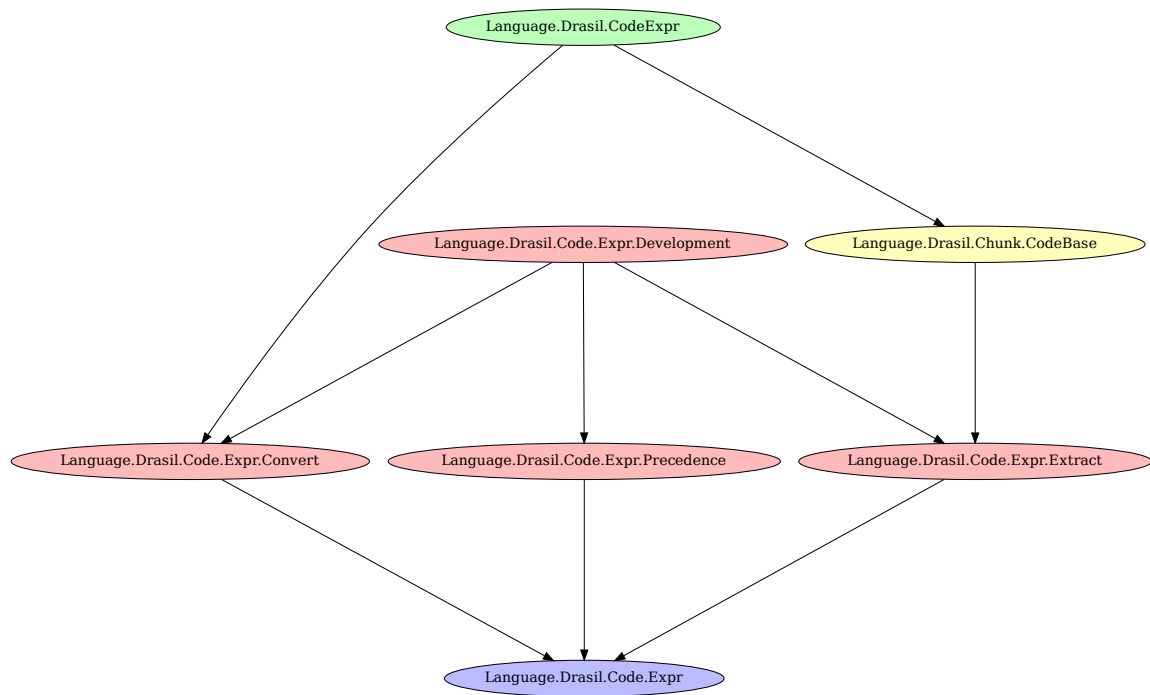 Language.Drasil.CodeExpr
Language.Drasil.Code.Expr.Development
Language.Drasil.Chunk.CodeBase
Language.Drasil.Code.Expr.Convert
Language.Drasil.Code.Expr.Precedence
Language.Drasil.Code.Expr.Extract
Language.Drasil.Code.Expr